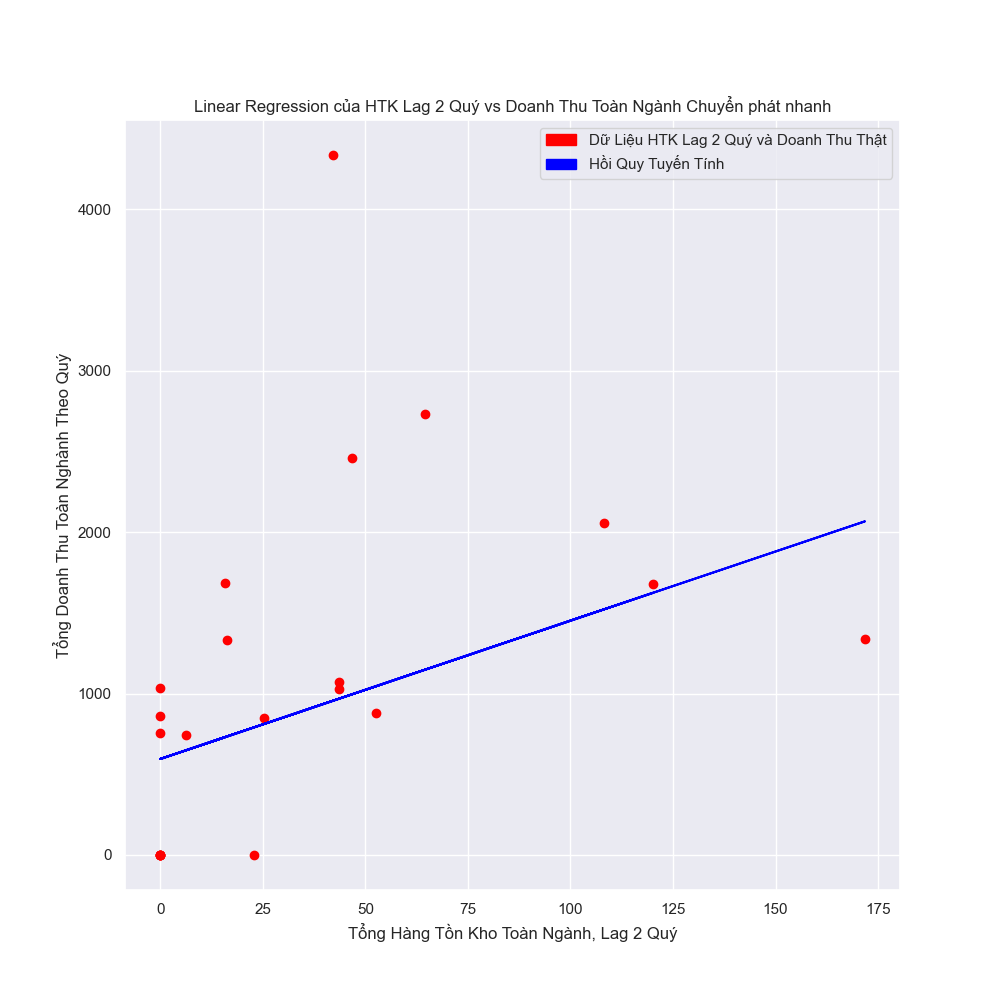 Linear Regression của HTK Lag 2 Quý vs Doanh Thu Toàn Ngành Chuyển phát nhanh
Dữ Liệu HTK Lag 2 Quý và Doanh Thu Thật
Hồi Quy Tuyến Tính
Tổng Doanh Thu Toàn Nghành Theo Quý
4000
3000
2000
1000
0
0 25 50 75 100 125 150 175
Tổng Hàng Tồn Kho Toàn Ngành, Lag 2 Quý